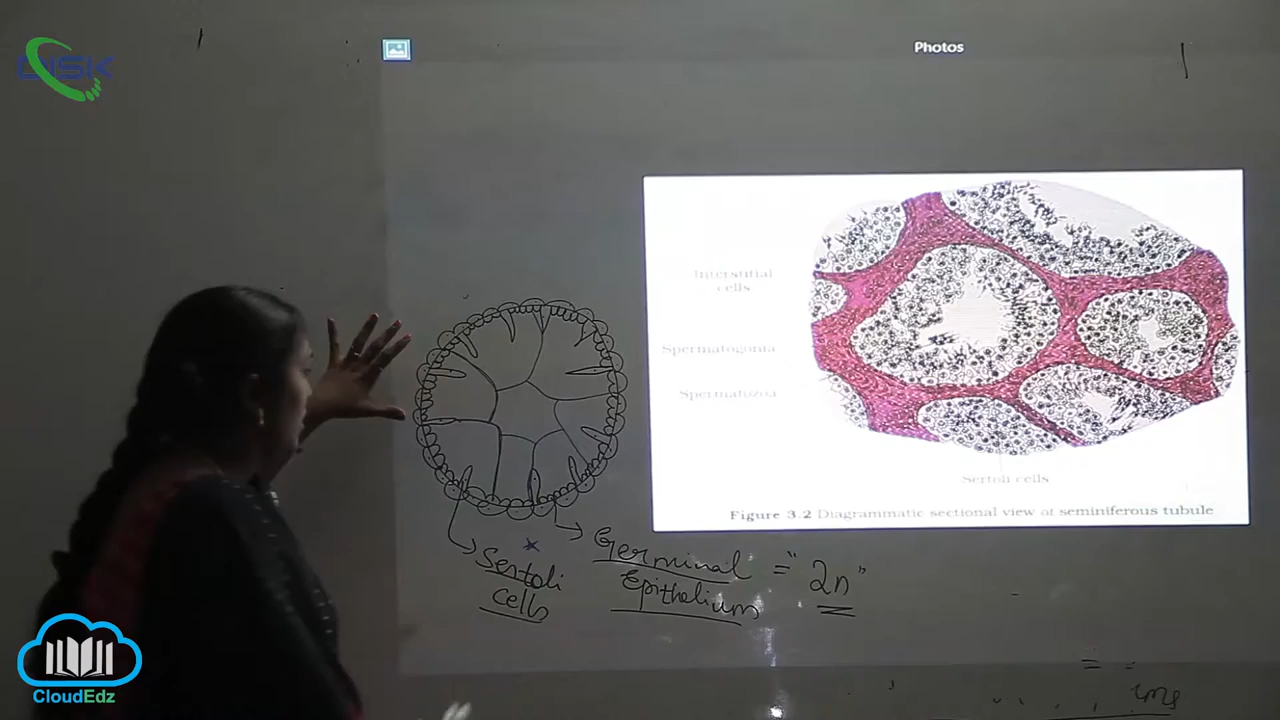 DISK
Photos
Interstitial
cells
Spermatogonia
Spermatozoa
Sertoli cells
Figure 3.2 Diagrammatic sectional view of seminiferous tubule
Sertoli
cells
Germinal
Epithelium
= "2n"
CloudEdz